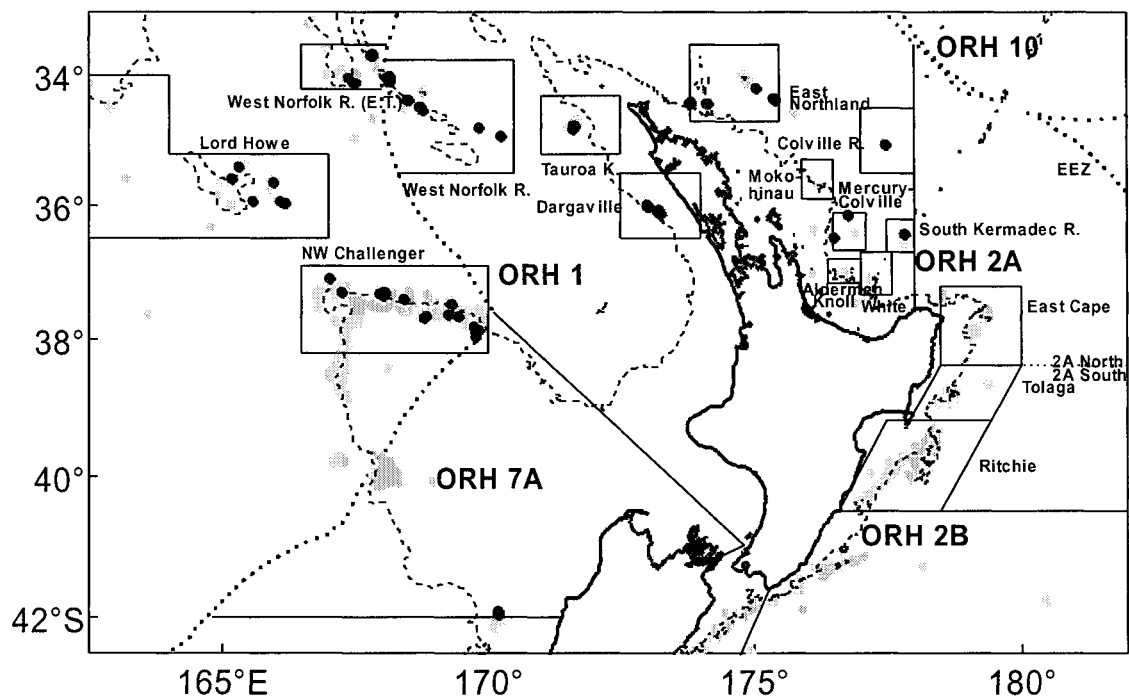 ORH 10
34°
West Norfolk R. (E.T.)
East
Northland
Lord Howe
Colville R.
Tauroa K.
Moko-
hinau
EEZ
West Norfolk R.
Mercury-
Colville
36°
Dargaville
South Kermadec R.
NW Challenger
ORH 1
ORH 2A
Aldermen
Knoll
White
East Cape
38°
2A North
2A South
Tolaga
Ritchie
40°
ORH 7A
ORH 2B
42°S
165°E
170°
175°
180°